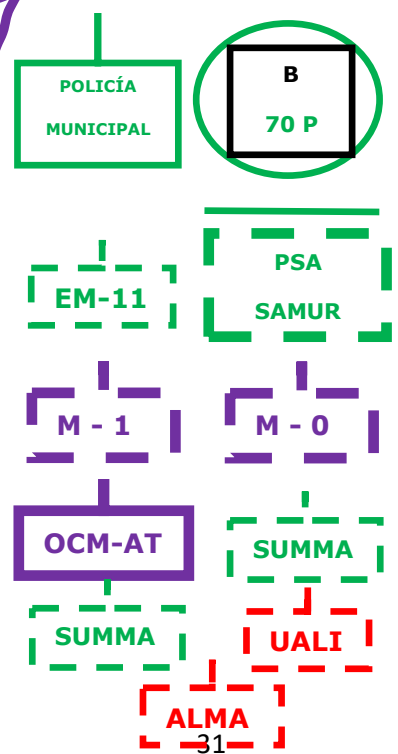 POLICÍA
MUNICIPAL
B
70 P
EM-11
PSA
SAMUR
M - 1
M - 0
OCM-AT
SUMMA
SUMMA
UALI
ALMA
31